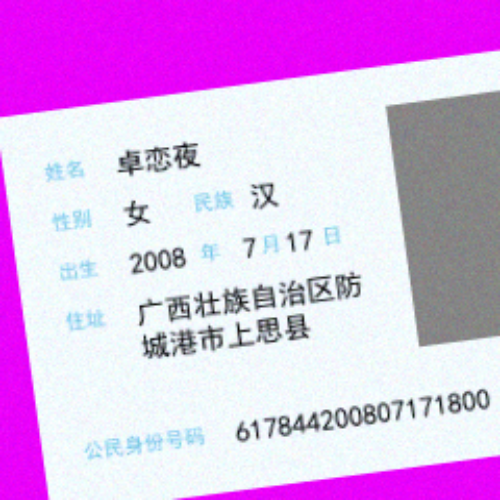 姓名 卓恋夜
性别 女 民族 汉
出生 2008 年 7 月 17 日
住址 广西壮族自治区防
城港市上思县
公民身份号码 617844200807171800